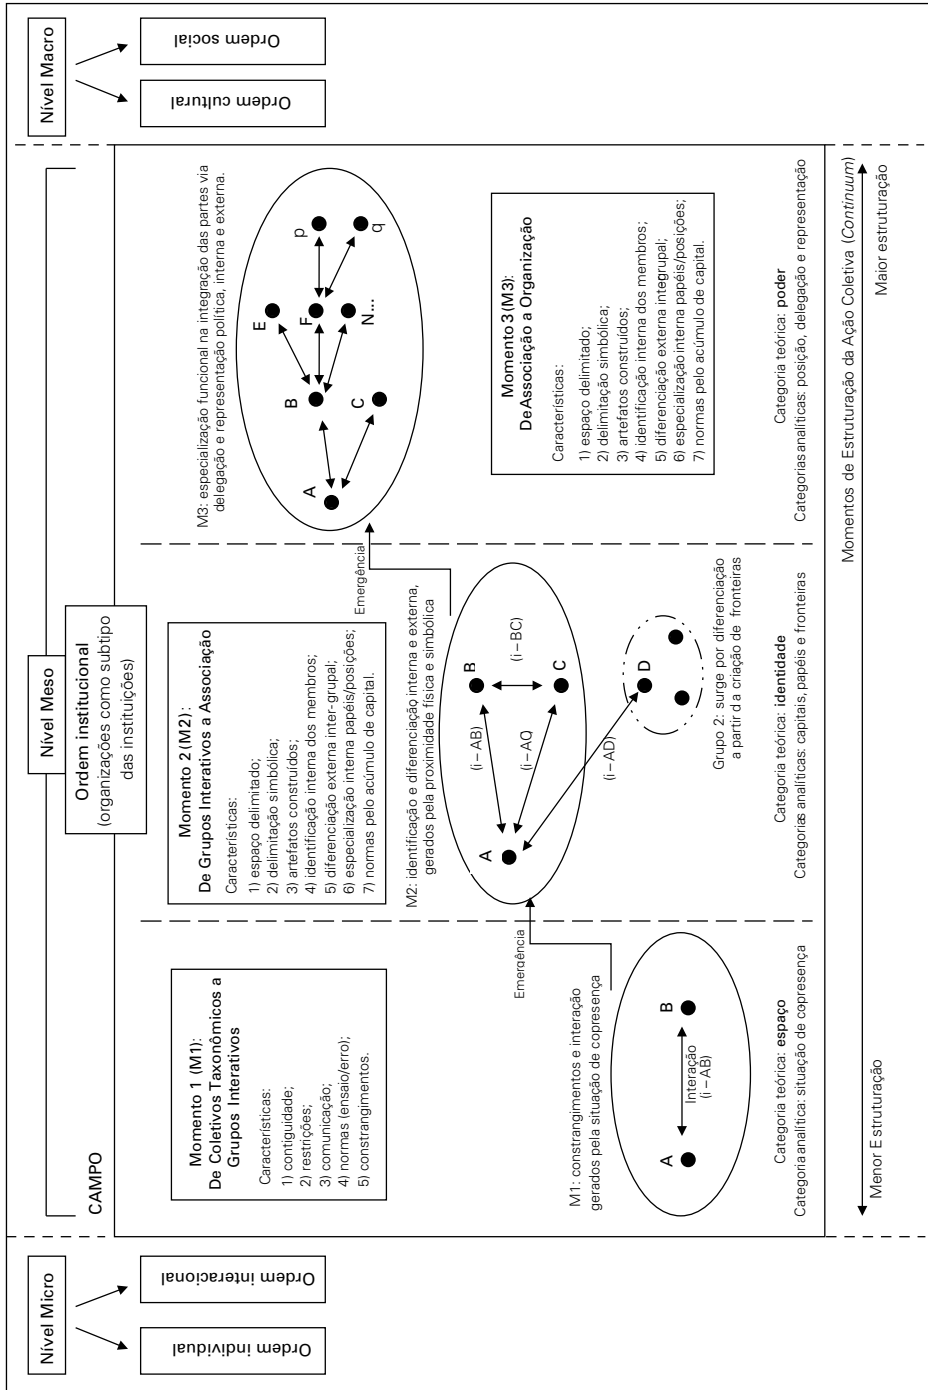 Nível Micro
Ordem individual
Ordem interacional
Nível Meso
Ordem institucional
(organizações como subtipo
das instituições)
Nível Macro
Ordem cultural
Ordem social
CAMPO
Momento 1 (M1):
De Coletivos Taxonômicos a
Grupos Interativos
Características:
1) contiguidade;
2) restrições;
3) comunicação;
4) normas (ensaio/erro);
5) constrangimentos.
M1: constrangimentos e interação
gerados pela situação de copresença
A
B
Interação
(i – AB)
Categoria teórica: espaço
Categoria analítica: situação de copresença
Emergência
Momento 2 (M2):
De Grupos Interativos a Associação
Características:
1) espaço delimitado;
2) delimitação simbólica;
3) artefatos construídos;
4) identificação interna dos membros;
5) diferenciação externa inter-grupal;
6) especialização interna papéis/posições;
7) normas pelo acúmulo de capital.
M2: identificação e diferenciação interna e externa,
gerados pela proximidade física e simbólica
A
B
C
D
(i – AB)
(i – BC)
(i – AQ
(i – AD)
Grupo 2: surge por diferenciação
a partir d a criação de fronteiras
Categoria teórica: identidade
Categorias analíticas: capitais, papéis e fronteiras
Emergência
M3: especialização funcional na integração das partes via
delegação e representação política, interna e externa.
A
B
C
E
F
N...
p
q
Momento 3 (M3):
De Associação a Organização
Características:
1) espaço delimitado;
2) delimitação simbólica;
3) artefatos construídos;
4) identificação interna dos membros;
5) diferenciação externa integrupal;
6) especialização interna papéis/posições;
7) normas pelo acúmulo de capital.
Categoria teórica: poder
Categorias analíticas: posição, delegação e representação
Momentos de Estruturação da Ação Coletiva (Continuum)
Menor E struturação
Maior estruturação